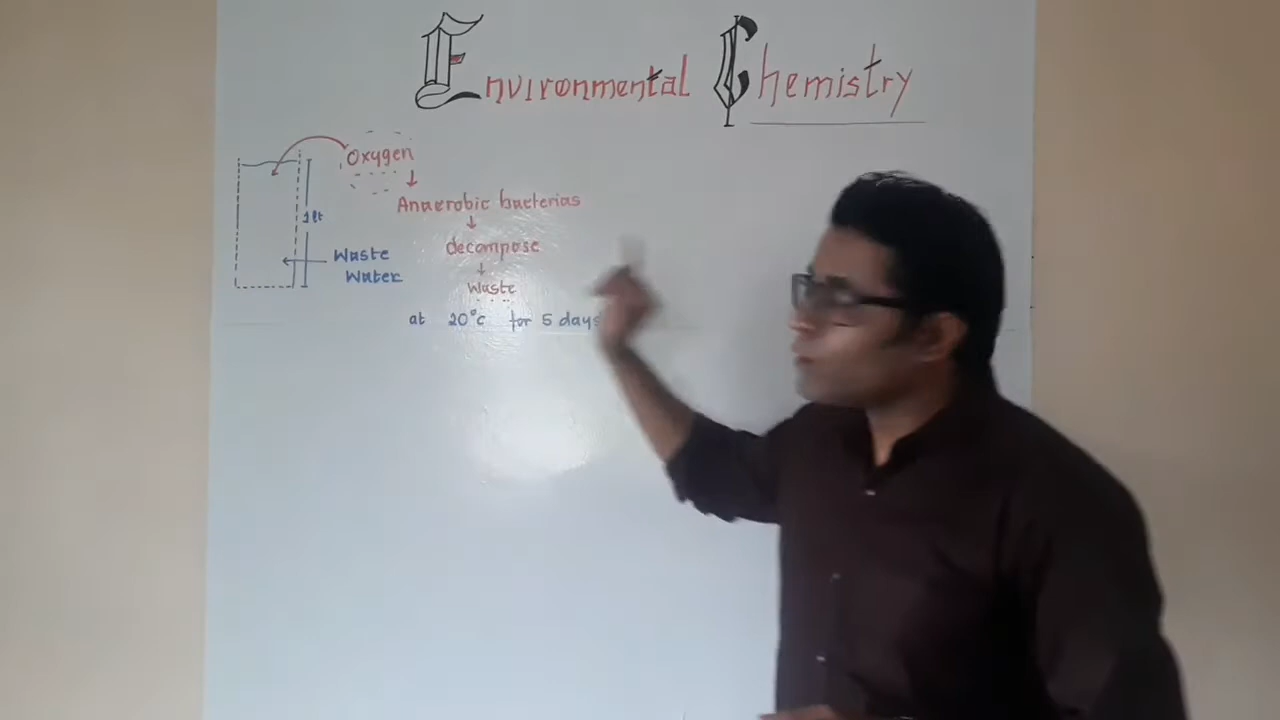 Environmental Chemistry
Oxygen
Anaerobic bacterias
1lt
decompose
Waste
Water
waste
at 20°c for 5 days